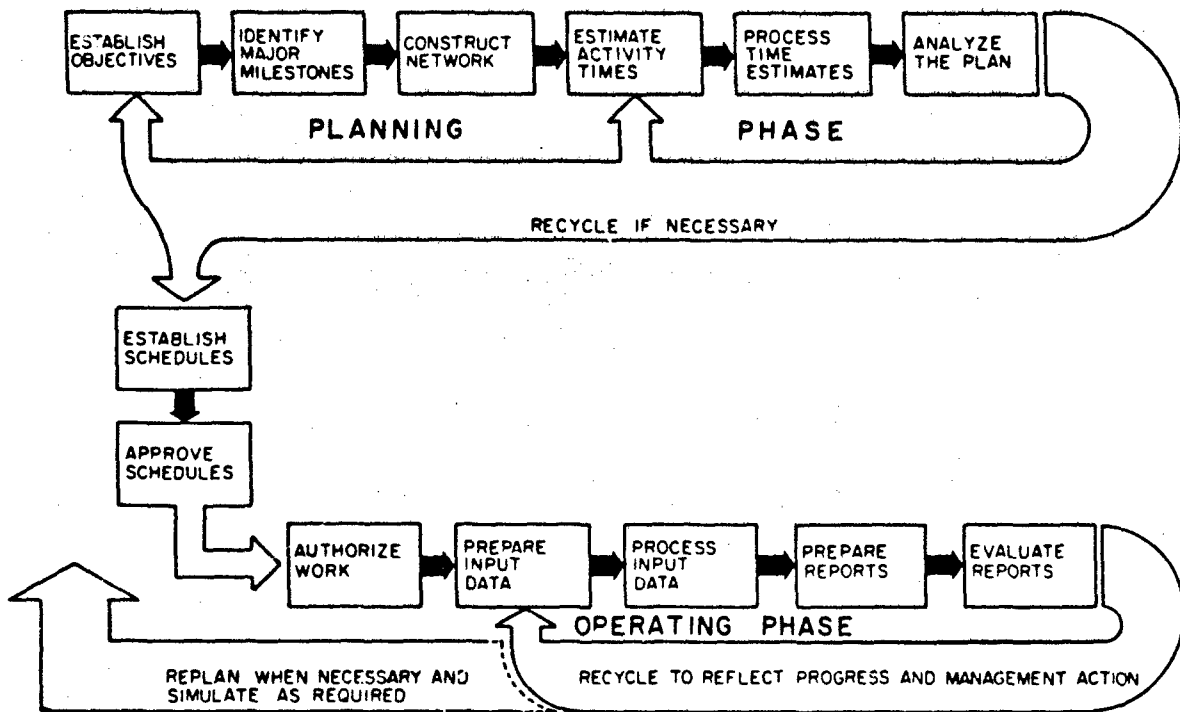 ESTABLISH
OBJECTIVES
IDENTIFY
MAJOR
MILESTONES
CONSTRUCT
NETWORK
ESTIMATE
ACTIVITY
TIMES
PROCESS
TIME
ESTIMATES
ANALYZE
THE PLAN
PLANNING PHASE
RECYCLE IF NECESSARY
ESTABLISH
SCHEDULES
APPROVE
SCHEDULES
AUTHORIZE
WORK
PREPARE
INPUT
DATA
PROCESS
INPUT
DATA
PREPARE
REPORTS
EVALUATE
REPORTS
OPERATING PHASE
REPLAN WHEN NECESSARY AND
SIMULATE AS REQUIRED
RECYCLE TO REFLECT PROGRESS AND MANAGEMENT ACTION